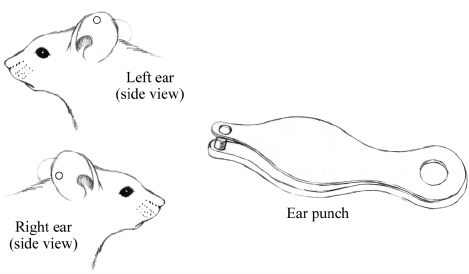 Left ear
(side view)
Ear punch
Right ear
(side view)